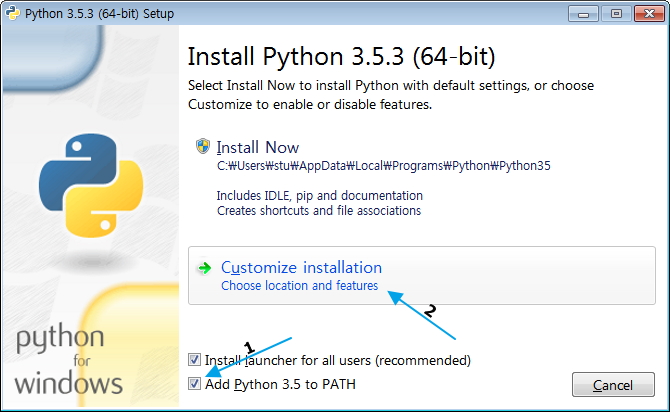 Python 3.5.3 (64-bit) Setup
Install Python 3.5.3 (64-bit)
Select Install Now to install Python with default settings, or choose
Customize to enable or disable features.
Install Now
C:₩Users₩stu₩AppData₩Local₩Programs₩Python₩Python35
Includes IDLE, pip and documentation
Creates shortcuts and file associations
Customize installation
Choose location and features
2
1
Install launcher for all users (recommended)
Add Python 3.5 to PATH
Cancel
python
for
windows